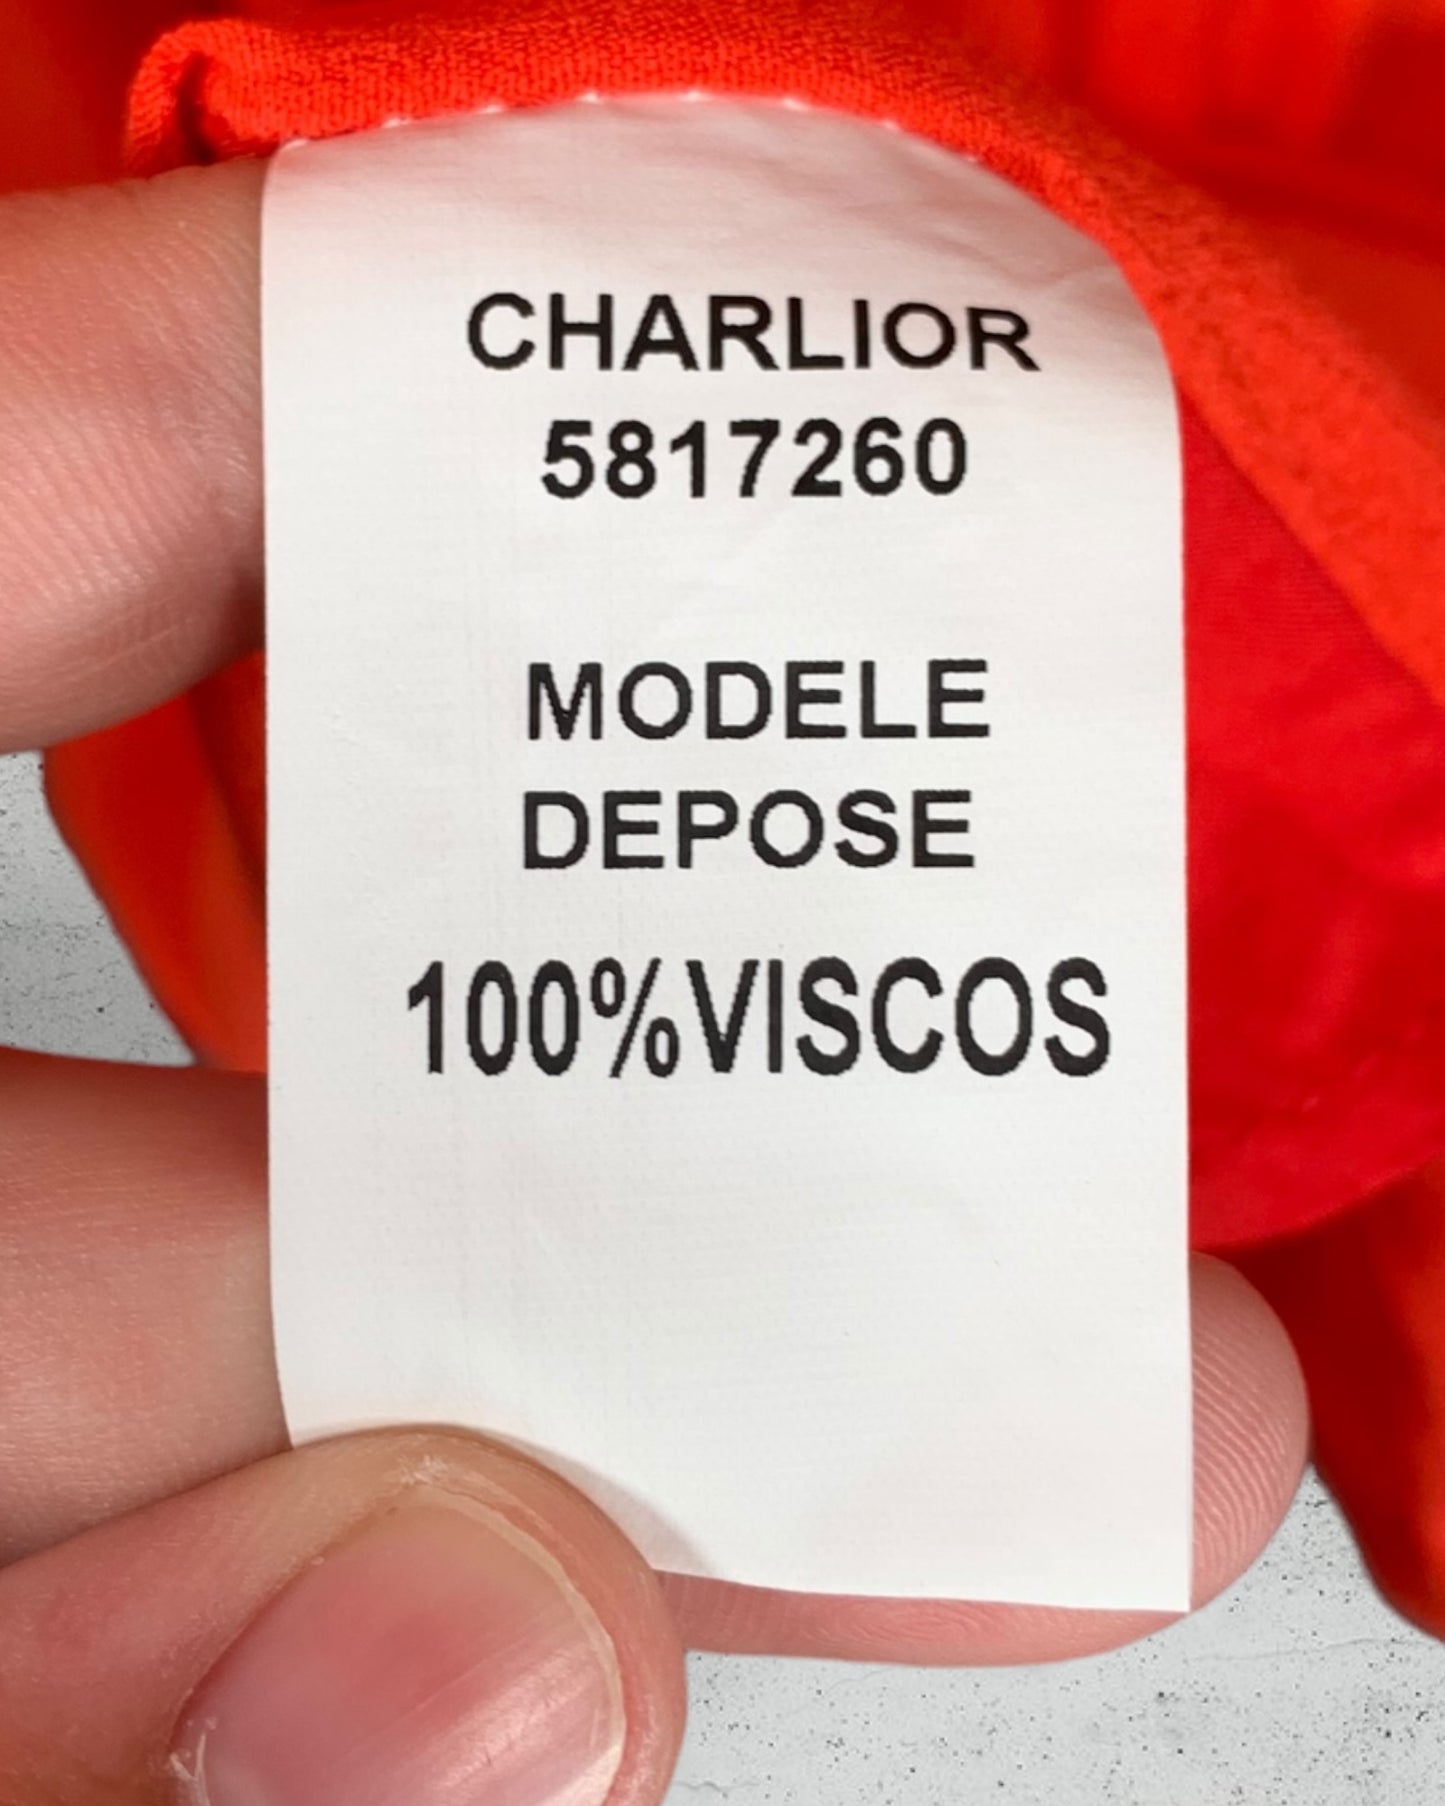 CHARLIOR
5817260
MODELE
DEPOSE
100%VISCOS